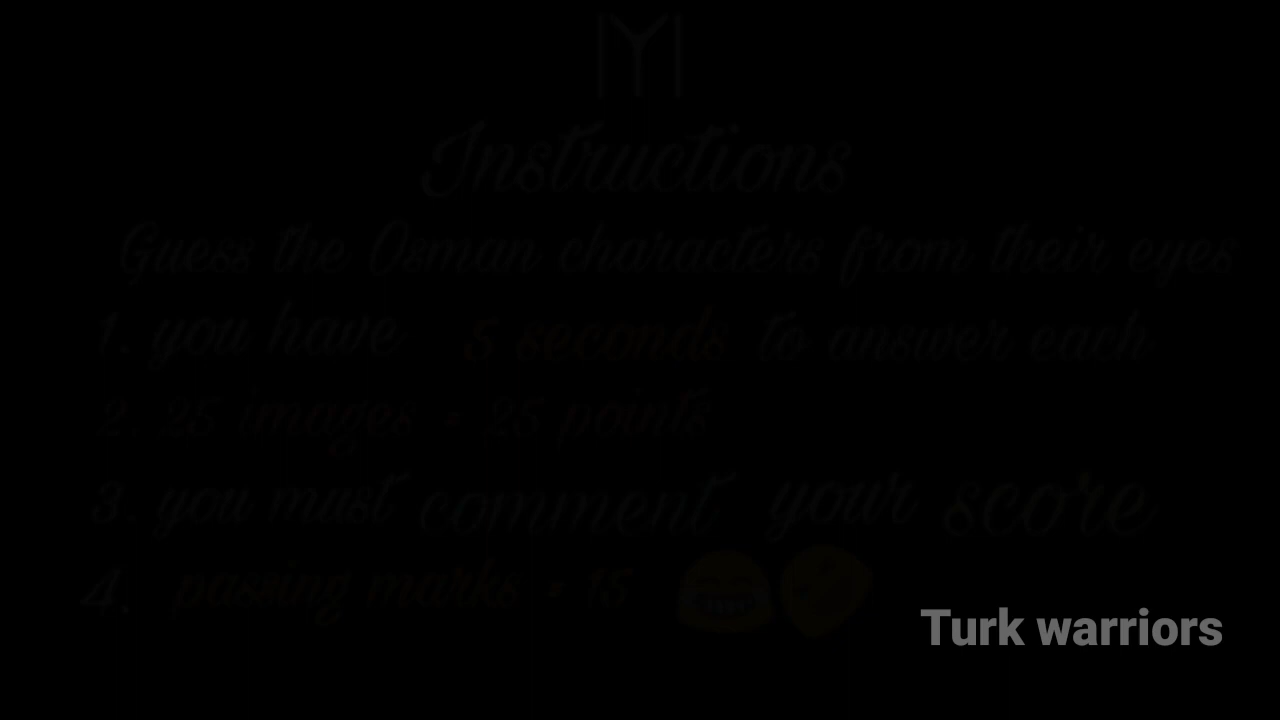 Instructions
Guess the Osman characters from their eyes
1. you have 5 seconds to answer each
2. 25 images = 25 points
3. you must comment your score
4. passing marks = 15
Turk warriors